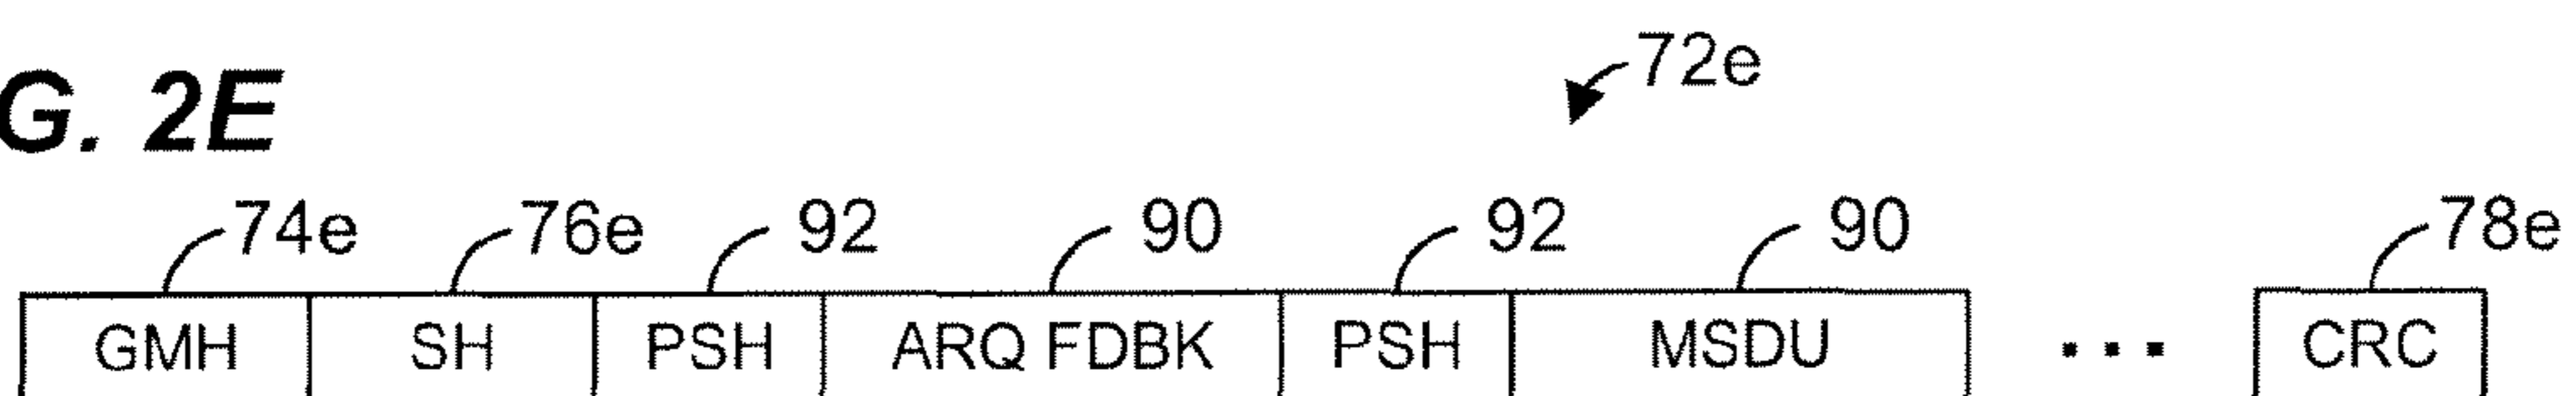 G. 2E
72e
74e 76e 92 90 92 90 78e
GMH SH PSH ARQ FDBK PSH MSDU ... CRC